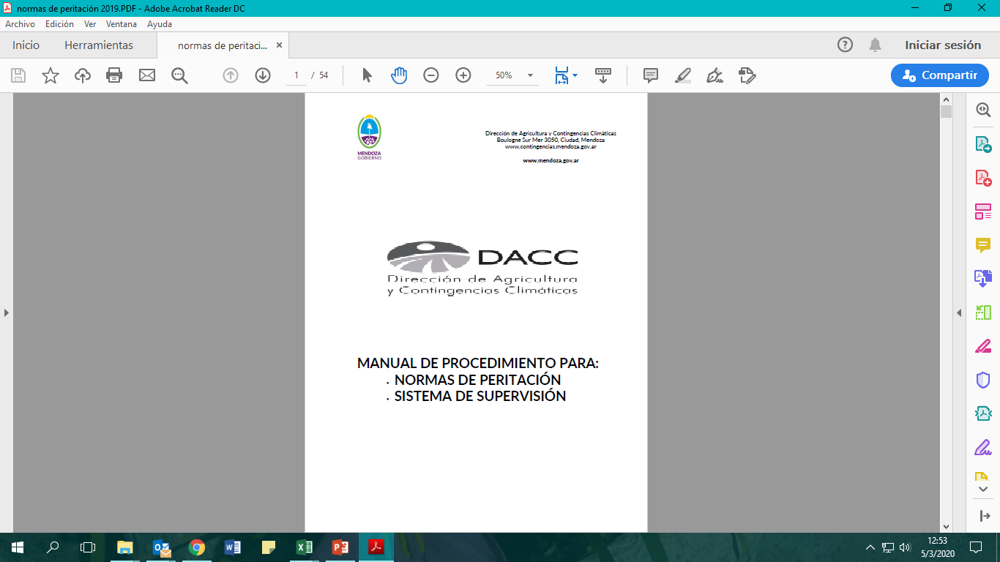 normas de peritación 2019.PDF - Adobe Acrobat Reader DC
Archivo Edición Ver Ventana Ayuda
Inicio Herramientas normas de peritaci... × Iniciar sesión
1 / 54 50% Compartir
MENDOZA
GOBIERNO
Dirección de Agricultura y Contingencias Climáticas
Boulogne Sur Mer 3050, Ciudad, Mendoza
www.contingencias.mendoza.gov.ar
www.mendoza.gov.ar
DACC
Dirección de Agricultura
y Contingencias Climáticas
MANUAL DE PROCEDIMIENTO PARA:
. NORMAS DE PERITACIÓN
. SISTEMA DE SUPERVISIÓN
12:53
5/3/2020